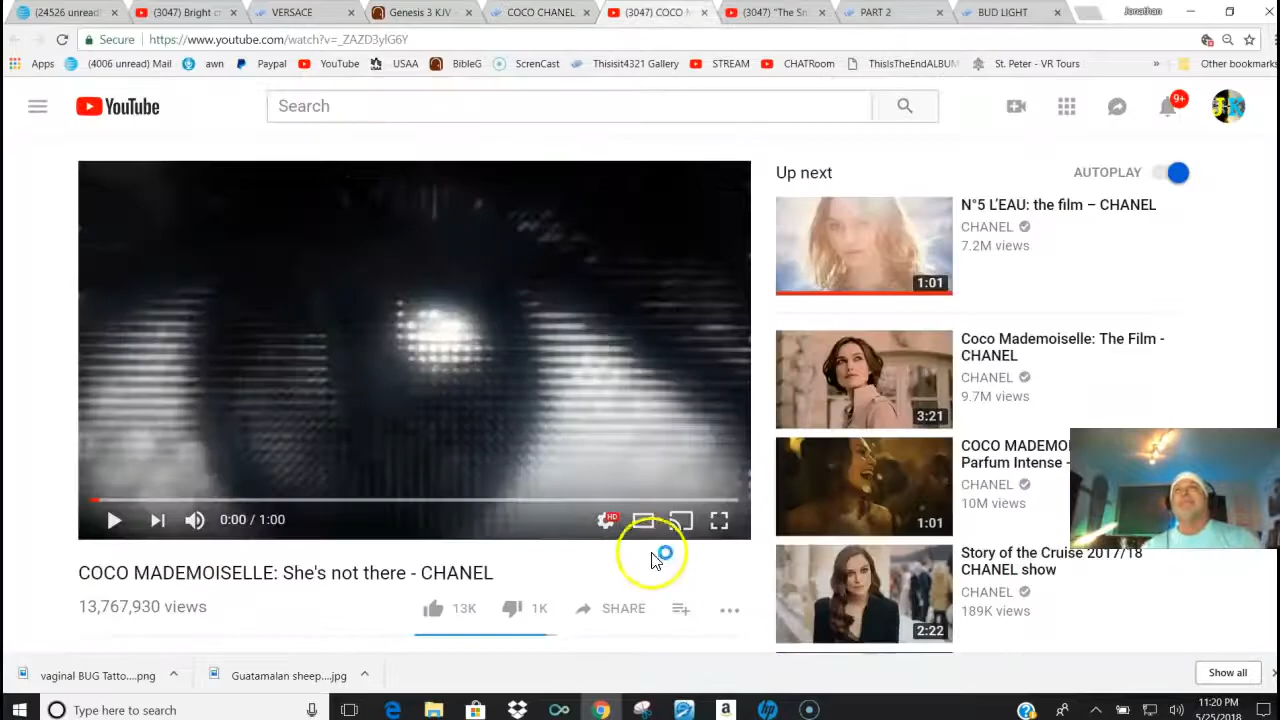 (24526 unread)
(3047) Bright c
VERSACE
Genesis 3 KJV -
COCO CHANEL
(3047) COCO M
(3047) "The Sn
PART 2
BUD LIGHT
Jonathan
Secure
https://www.youtube.com/watch?v=_ZAZD3ylG6Y
Apps
(4006 unread) Mail
awn
Paypal
YouTube
USAA
BibleG
ScrenCast
Thisisit4321 Gallery
STREAM
CHATRoom
ThisIsTheEndALBUM
St. Peter - VR Tours
»
Other bookmarks
YouTube
Search
9+
J-R
Up next
AUTOPLAY
N°5 L'EAU: the film – CHANEL
CHANEL
7.2M views
1:01
Coco Mademoiselle: The Film -
CHANEL
CHANEL
9.7M views
3:21
COCO MADEMOI
Parfum Intense -
CHANEL
10M views
1:01
Story of the Cruise 2017/18
CHANEL show
CHANEL
189K views
2:22
0:00 / 1:00
HD
COCO MADEMOISELLE: She's not there - CHANEL
13,767,930 views
13K
1K
SHARE
vaginal BUG Tatto....png
Guatamalan sheep....jpg
Show all
Type here to search
11:20 PM
5/25/2018